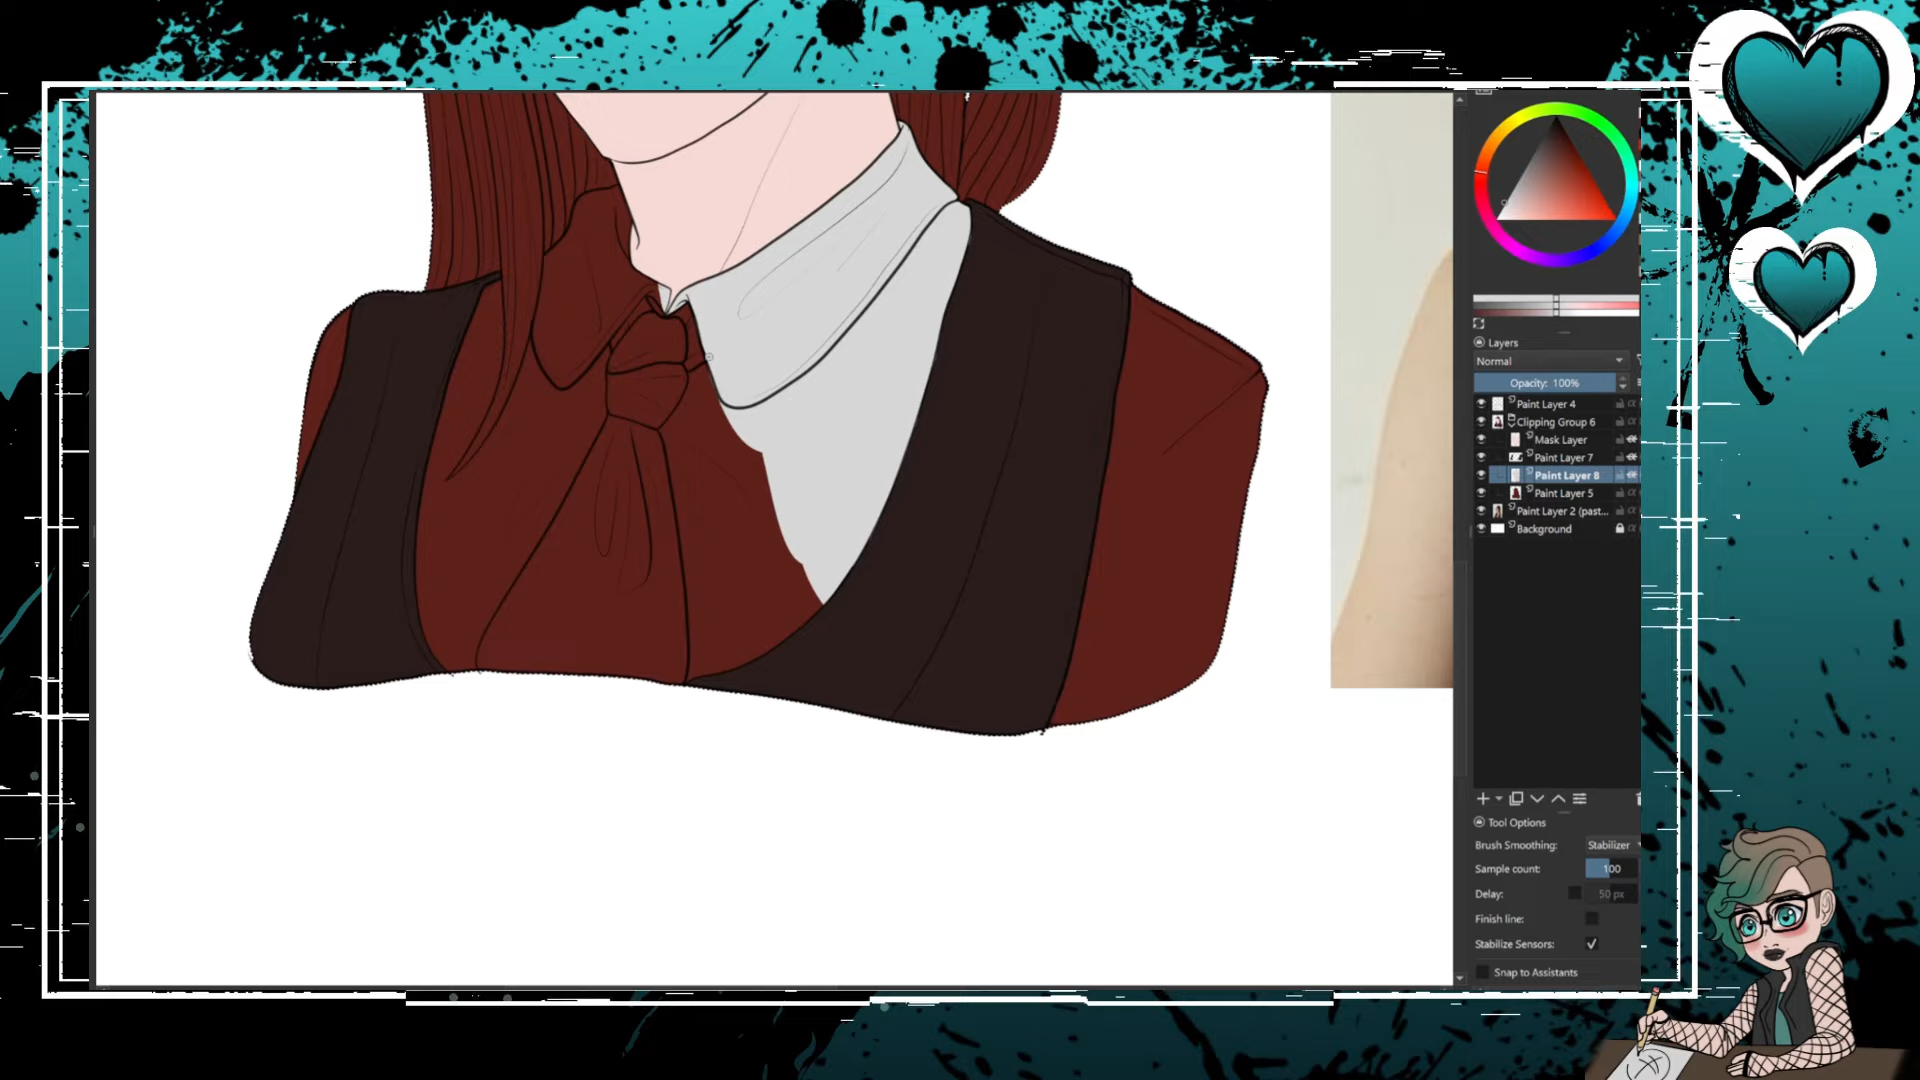 Layers
Normal
Opacity: 100%
Paint Layer 4
Clipping Group 6
Mask Layer
Paint Layer 7
Paint Layer 8
Paint Layer 5
Paint Layer 2 (past...
Background
Tool Options
Brush Smoothing: Stabilizer
Sample count: 100
Delay: 50 px
Finish line:
Stabilize Sensors:
Snap to Assistants